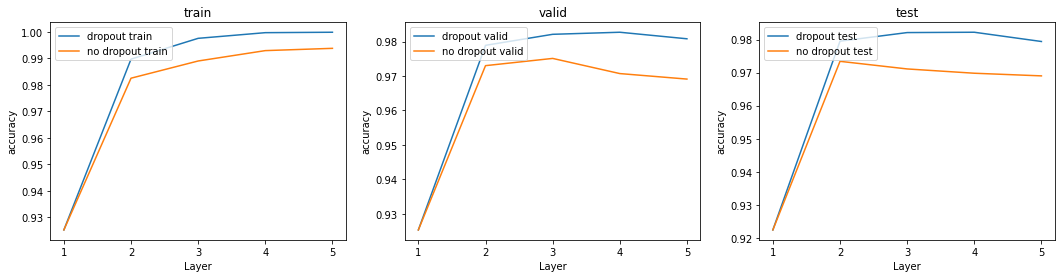 train
dropout train
no dropout train
accuracy
1.00
0.99
0.98
0.97
0.96
0.95
0.94
0.93
1 2 3 4 5
Layer
valid
dropout valid
no dropout valid
accuracy
0.98
0.97
0.96
0.95
0.94
0.93
1 2 3 4 5
Layer
test
dropout test
no dropout test
accuracy
0.98
0.97
0.96
0.95
0.94
0.93
0.92
1 2 3 4 5
Layer